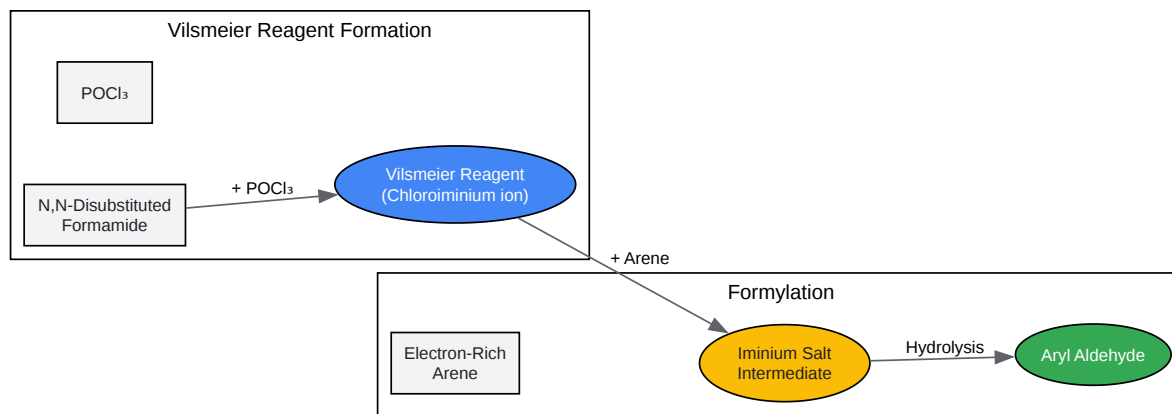 Vilsmeier Reagent Formation
POCl₃
N,N-Disubstituted
Formamide
+ POCl₃
Vilsmeier Reagent
(Chloroiminium ion)
+ Arene
Formylation
Electron-Rich
Arene
Iminium Salt
Intermediate
Hydrolysis
Aryl Aldehyde